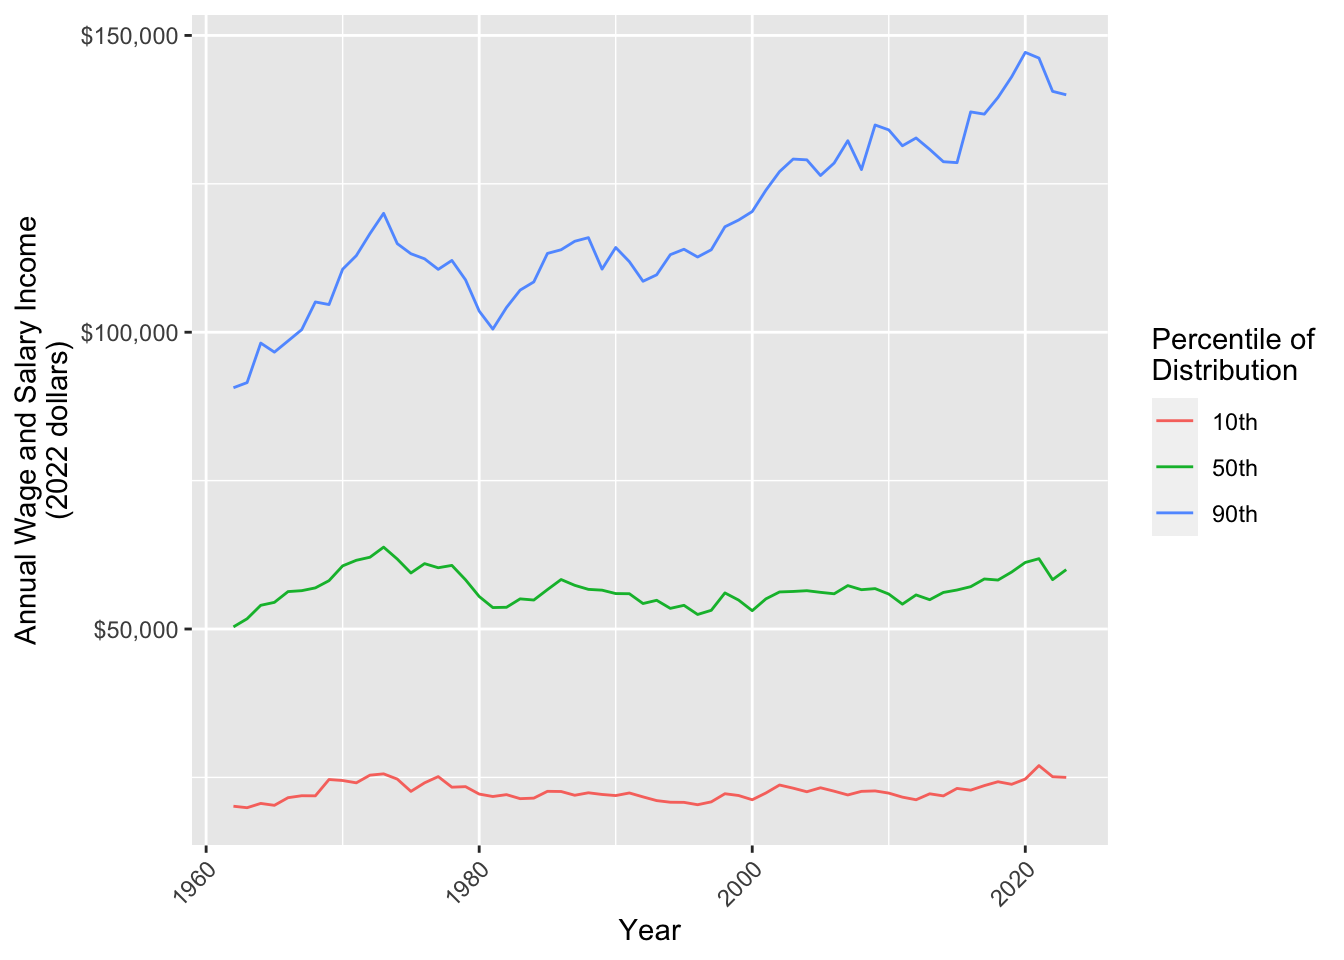 $150,000
$100,000
$50,000
Annual Wage and Salary Income
(2022 dollars)
1960
1980
2000
2020
Year
Percentile of
Distribution
10th
50th
90th